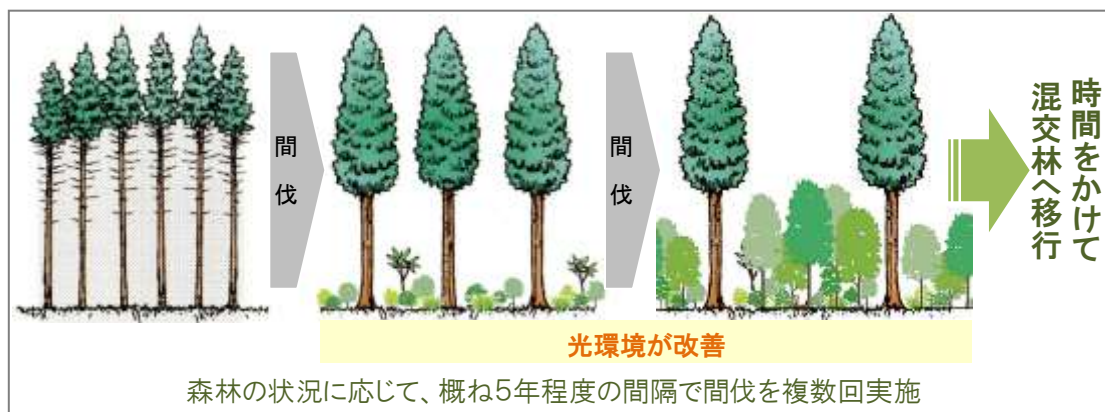 間伐
間伐
時間をかけて
混交林へ移行
光環境が改善
森林の状況に応じて、概ね5年程度の間隔で間伐を複数回実施